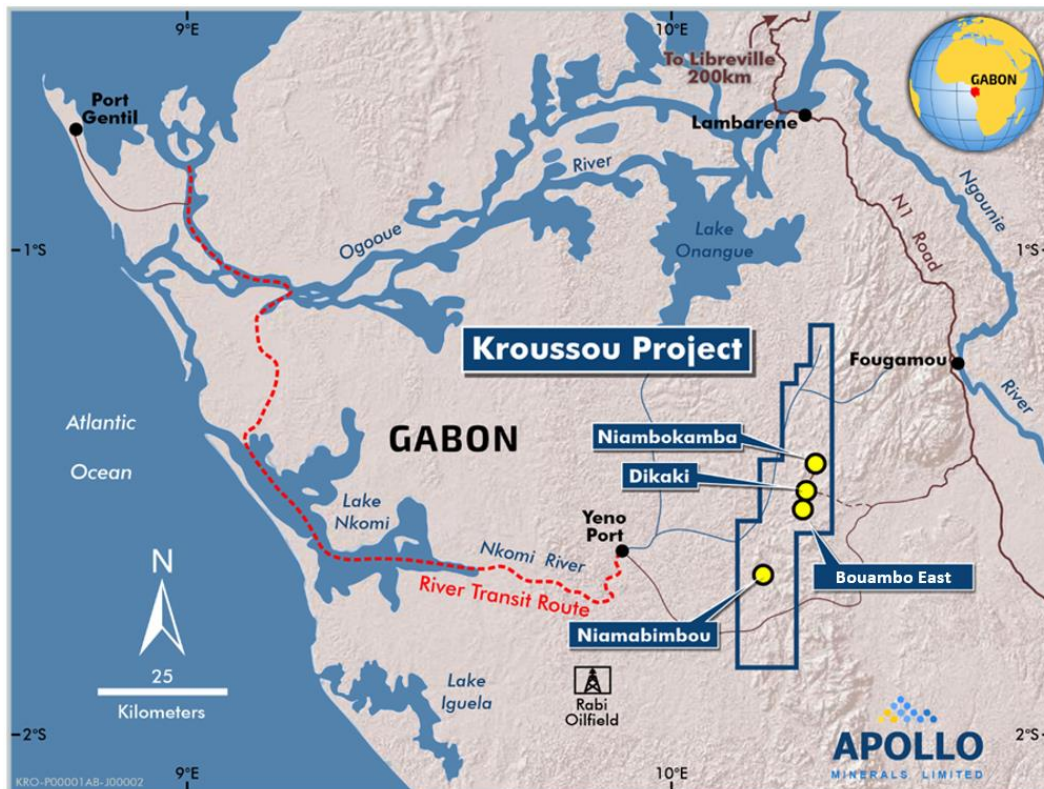 9°E
10°E
To Libreville
200km
GABON
Port
Gentil
Lambarene
River
Ogooue
Ngounie
N1
Road
Lake
Onangue
1°S
1°S
Kroussou Project
Fougamou
River
Atlantic
Ocean
GABON
Niambokamba
Dikaki
Lake
Nkomi
Yeno
Port
Nkomi River
River Transit Route
Bouambo East
Niamabimbou
N
25
Kilometers
Lake
Iguela
Rabi
Oilfield
2°S
2°S
APOLLO
MINERALS LIMITED
KRO-P00001AB-J00002
9°E
10°E